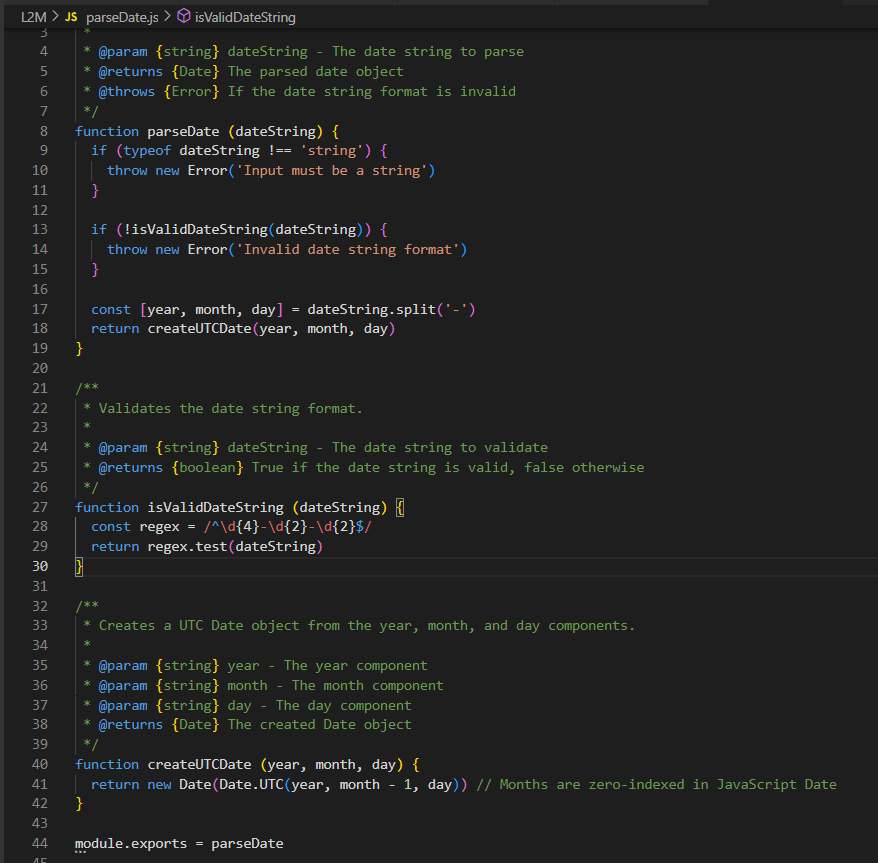 L2M > JS parseDate.js > isValidDateString
3 *
4 * @param {string} dateString - The date string to parse
5 * @returns {Date} The parsed date object
6 * @throws {Error} If the date string format is invalid
7 */
8 function parseDate (dateString) {
9 if (typeof dateString !== 'string') {
10 throw new Error('Input must be a string')
11 }
12
13 if (!isValidDateString(dateString)) {
14 throw new Error('Invalid date string format')
15 }
16
17 const [year, month, day] = dateString.split('-')
18 return createUTCDate(year, month, day)
19 }
20
21 /**
22 * Validates the date string format.
23 *
24 * @param {string} dateString - The date string to validate
25 * @returns {boolean} True if the date string is valid, false otherwise
26 */
27 function isValidDateString (dateString) {
28 const regex = /^\d{4}-\d{2}-\d{2}$/
29 return regex.test(dateString)
30 }
31
32 /**
33 * Creates a UTC Date object from the year, month, and day components.
34 *
35 * @param {string} year - The year component
36 * @param {string} month - The month component
37 * @param {string} day - The day component
38 * @returns {Date} The created Date object
39 */
40 function createUTCDate (year, month, day) {
41 return new Date(Date.UTC(year, month - 1, day)) // Months are zero-indexed in JavaScript Date
42 }
43
44 module.exports = parseDate
45